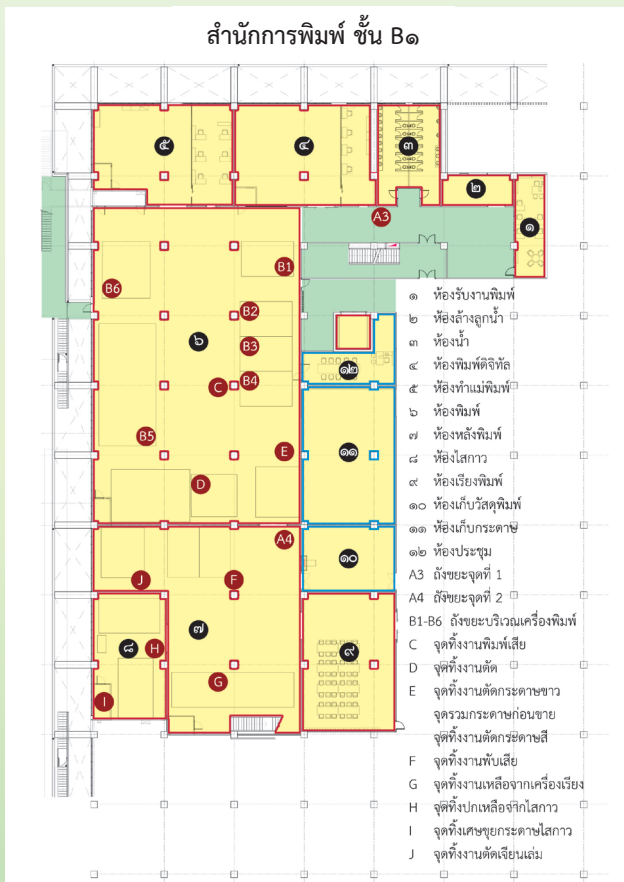 สำนักการพิมพ์ ชั้น B๑
๕
๔
๓
๒
๑
A3
B6
B1
B2
๖
B3
B4
C
๑๒
B5
E
๑๑
D
A4
J
F
๑๐
๘
H
๗
๙
G
I
๑ ห้องรับงานพิมพ์
๒ ห้องล้างลูกน้ำ
๓ ห้องน้ำ
๔ ห้องพิมพ์ดิจิทัล
๕ ห้องทำแม่พิมพ์
๖ ห้องพิมพ์
๗ ห้องหลังพิมพ์
๘ ห้องไสกาว
๙ ห้องเรียงพิมพ์
๑๐ ห้องเก็บวัสดุพิมพ์
๑๑ ห้องเก็บกระดาษ
๑๒ ห้องประชุม
A3 ถังขยะจุดที่ 1
A4 ถังขยะจุดที่ 2
B1-B6 ถังขยะบริเวณเครื่องพิมพ์
C จุดทิ้งงานพิมพ์เสีย
D จุดทิ้งงานตัด
E จุดทิ้งงานตัดกระดาษขาว
จุดรวมกระดาษก่อนขาย
จุดทิ้งงานตัดกระดาษสี
F จุดทิ้งงานพับเสีย
G จุดทิ้งงานเหลือจากเครื่องเรียง
H จุดทิ้งปกเหลือจากไสกาว
I จุดทิ้งเศษขุยกระดาษไสกาว
J จุดทิ้งงานตัดเจียนเล่ม